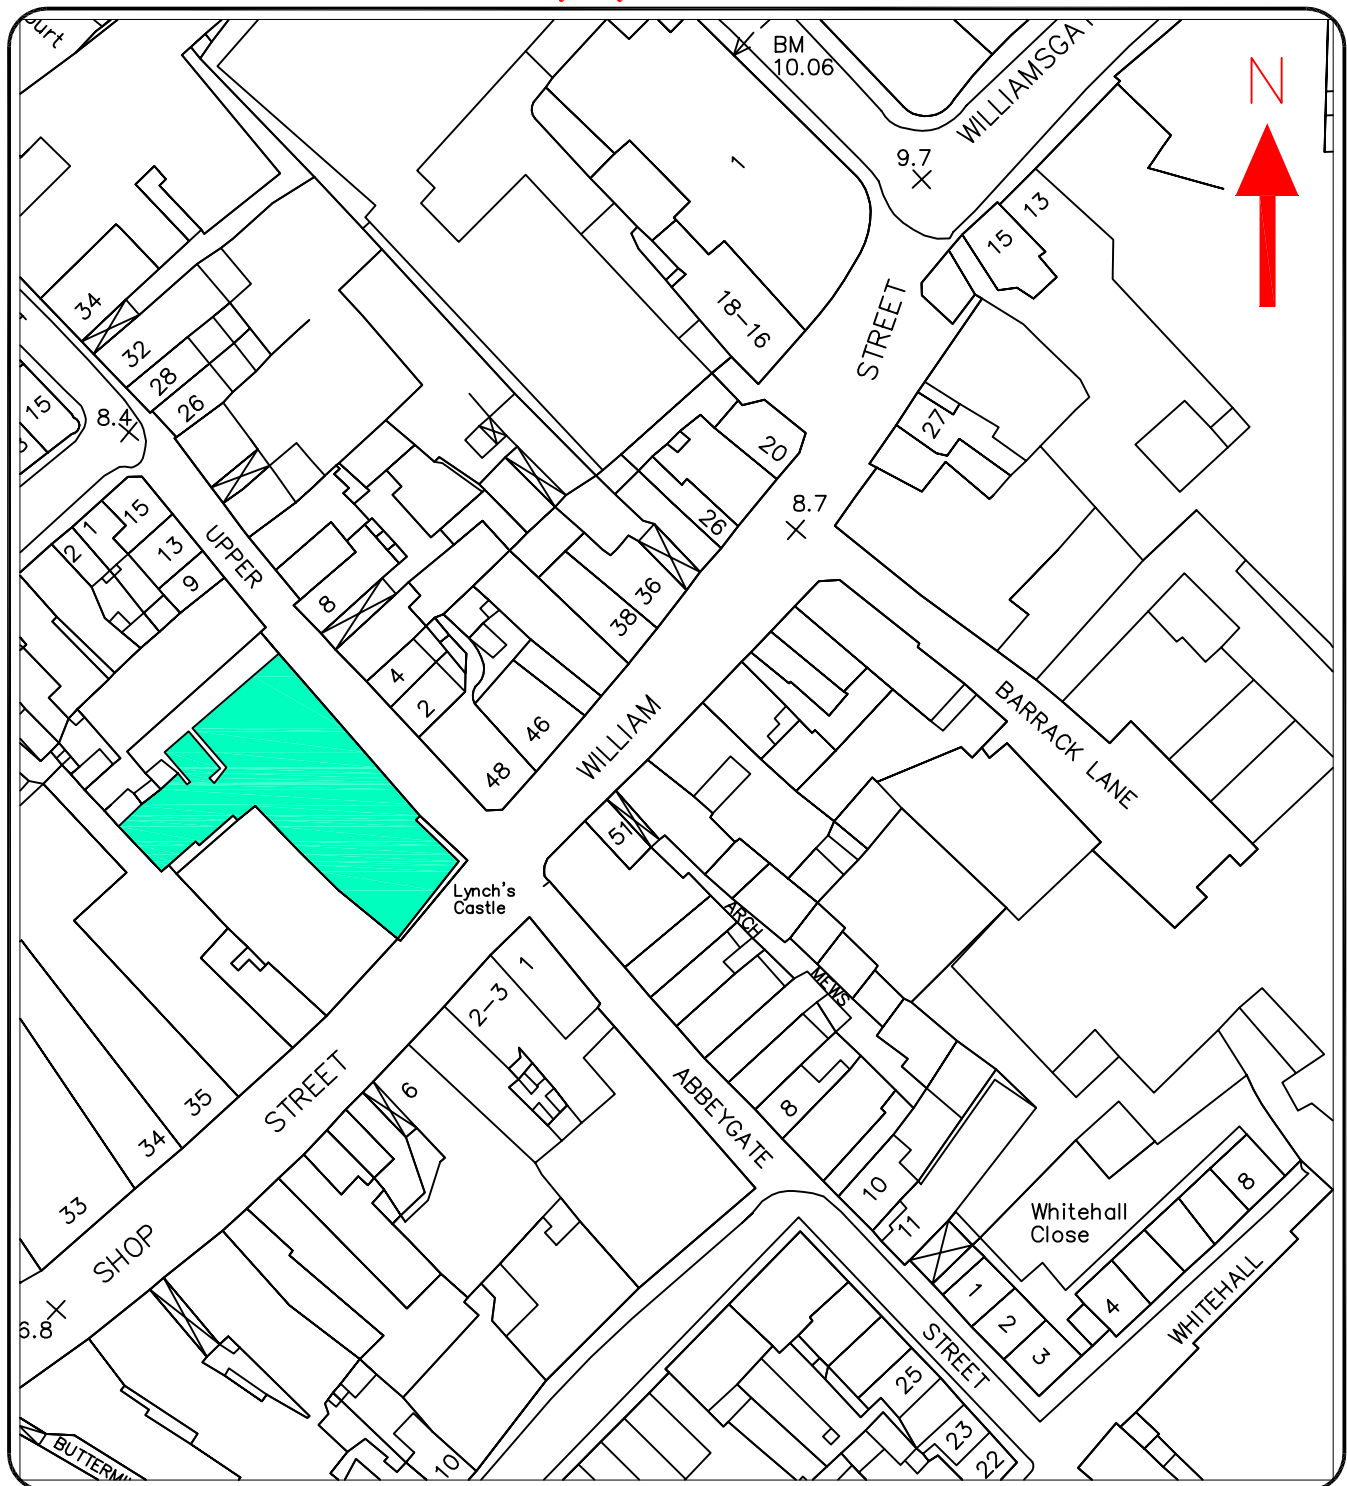 BM
10.06
WILLIAMSGA
N
9.7
1
13
15
34
18-16
STREET
32
28
26
15
8.4
27
20
8.7
26
15
1
2
13
9
UPPER
8
36
38
4
2
46
48
WILLIAM
BARRACK LANE
51
Lynch's
Castle
ARCH
MEWS
1
2-3
6
35
STREET
34
33
SHOP
6.8
ABBEYGATE
8
10
11
Whitehall
Close
8
4
WHITEHALL
1
2
3
STREET
25
23
22
10
BUTTERMI